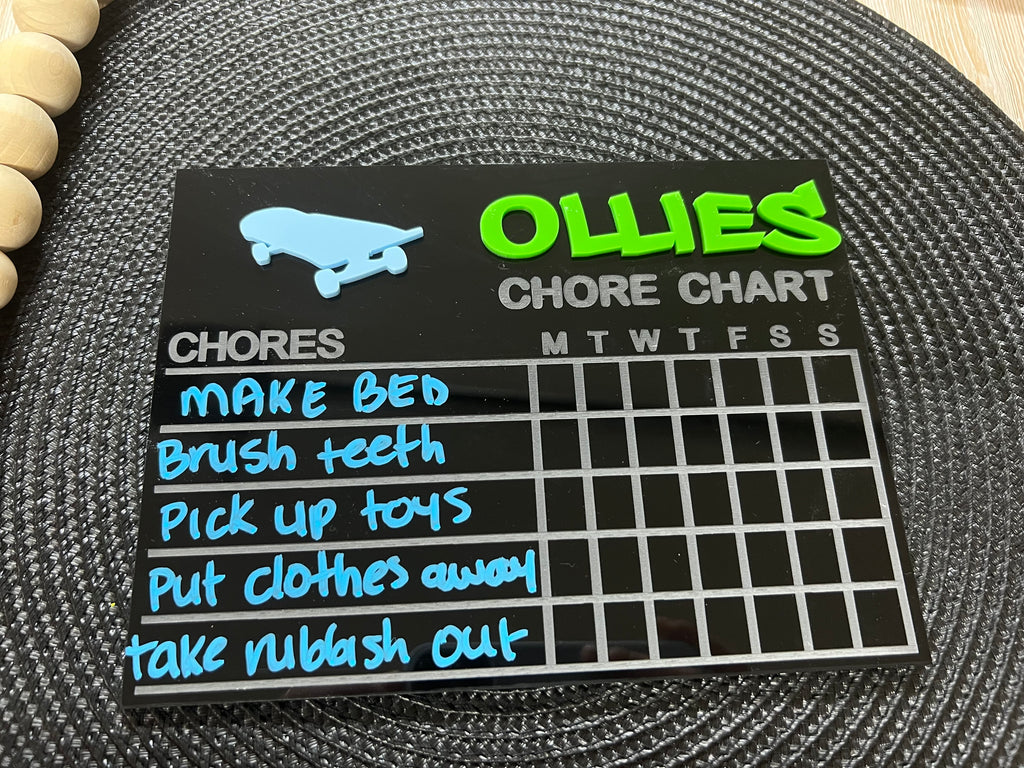 OLLIES
CHORE CHART
CHORES M T W T F S S
MAKE BED
Brush teeth
Pick up toys
Put clothes away
take rubbish out